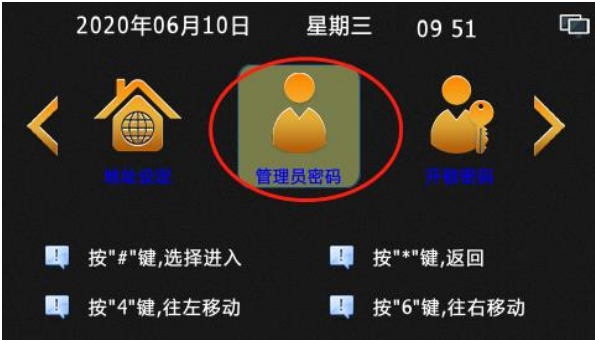 2020年06月10日 星期三 09 51
地址设定 管理员密码 开锁密码
按"#"键,选择进入 按"*"键,返回
按"4"键,往左移动 按"6"键,往右移动